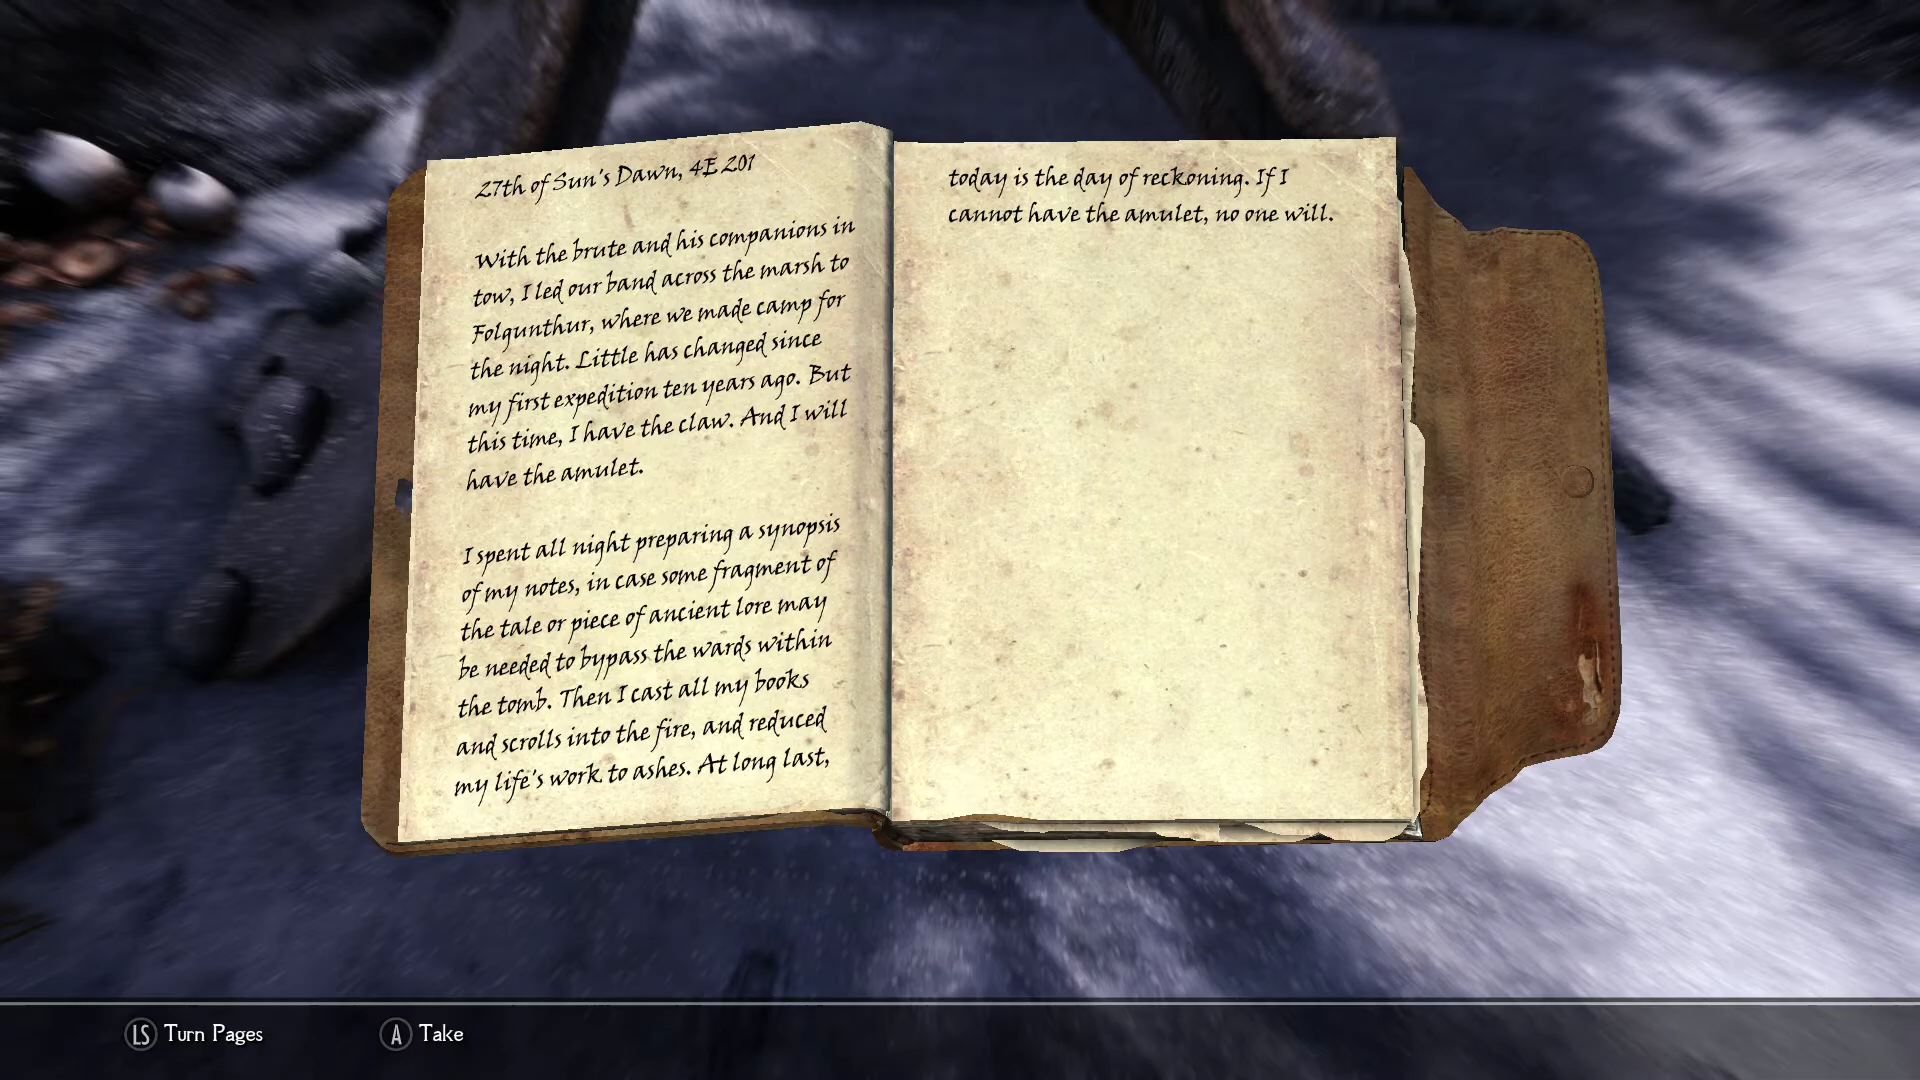 27th of Sun's Dawn, 4E 201
With the brute and his companions in
tow, I led our band across the marsh to
Folgunthur, where we made camp for
the night. Little has changed since
my first expedition ten years ago. But
this time, I have the claw. And I will
have the amulet.
I spent all night preparing a synopsis
of my notes, in case some fragment of
the tale or piece of ancient lore may
be needed to bypass the wards within
the tomb. Then I cast all my books
and scrolls into the fire, and reduced
my life's work to ashes. At long last,
today is the day of reckoning. If I
cannot have the amulet, no one will.
LS Turn Pages A Take